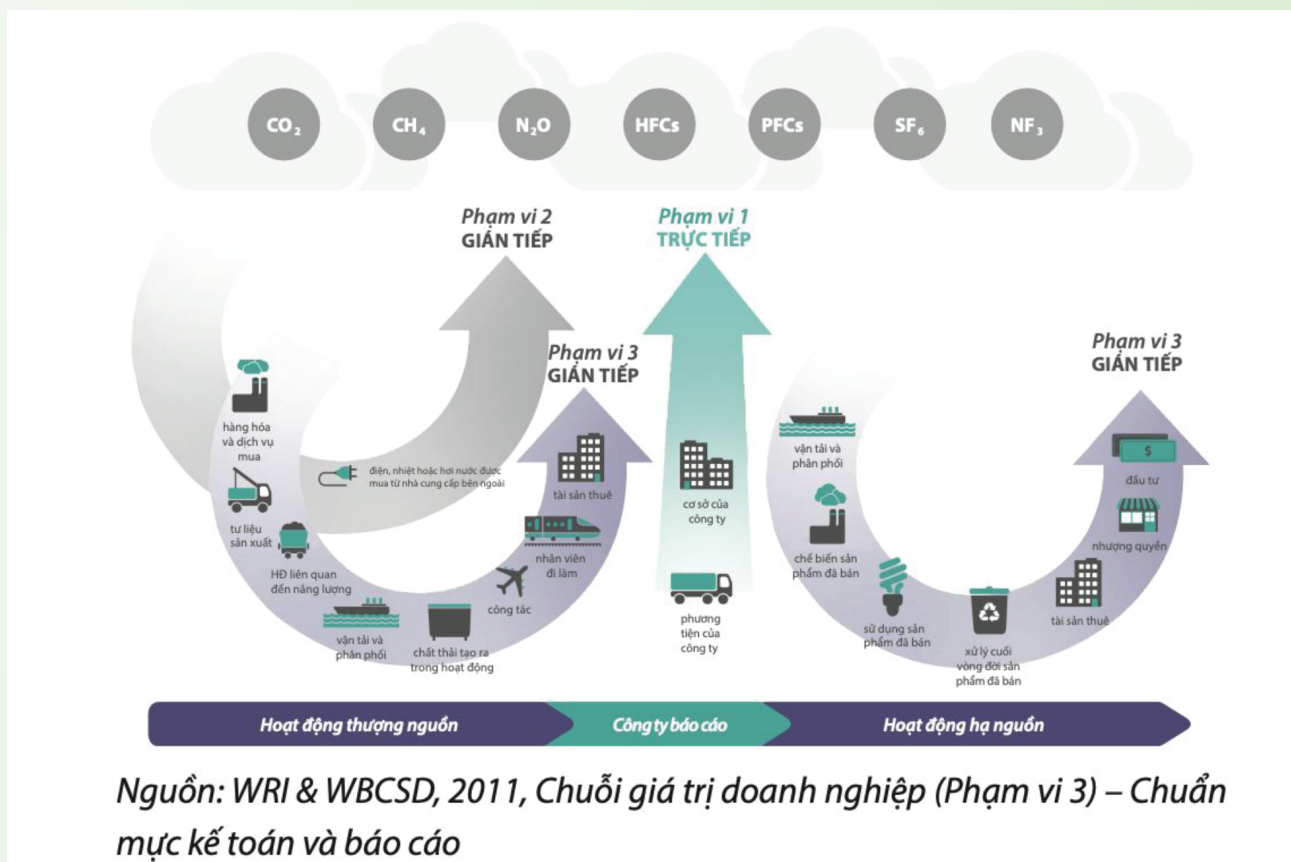 CO₂
CH₄
N₂O
HFCs
PFCs
SF₆
NF₃
Phạm vi 2
GIÁN TIẾP
Phạm vi 1
TRỰC TIẾP
Phạm vi 3
GIÁN TIẾP
Phạm vi 3
GIÁN TIẾP
hàng hóa
và dịch vụ
mua
tư liệu
sản xuất
HĐ liên quan
đến năng lượng
vận tải và
phân phối
chất thải tạo ra
trong hoạt động
công tác
nhân viên
đi làm
tài sản thuê
điện, nhiệt hoặc hơi nước được
mua từ nhà cung cấp bên ngoài
cơ sở của
công ty
phương
tiện của
công ty
vận tải và
phân phối
chế biến sản
phẩm đã bán
sử dụng sản
phẩm đã bán
xử lý cuối
vòng đời sản
phẩm đã bán
tài sản thuê
nhượng quyền
$
đầu tư
Hoạt động thượng nguồn
Công ty báo cáo
Hoạt động hạ nguồn
Nguồn: WRI & WBCSD, 2011, Chuỗi giá trị doanh nghiệp (Phạm vi 3) – Chuẩn
mực kế toán và báo cáo